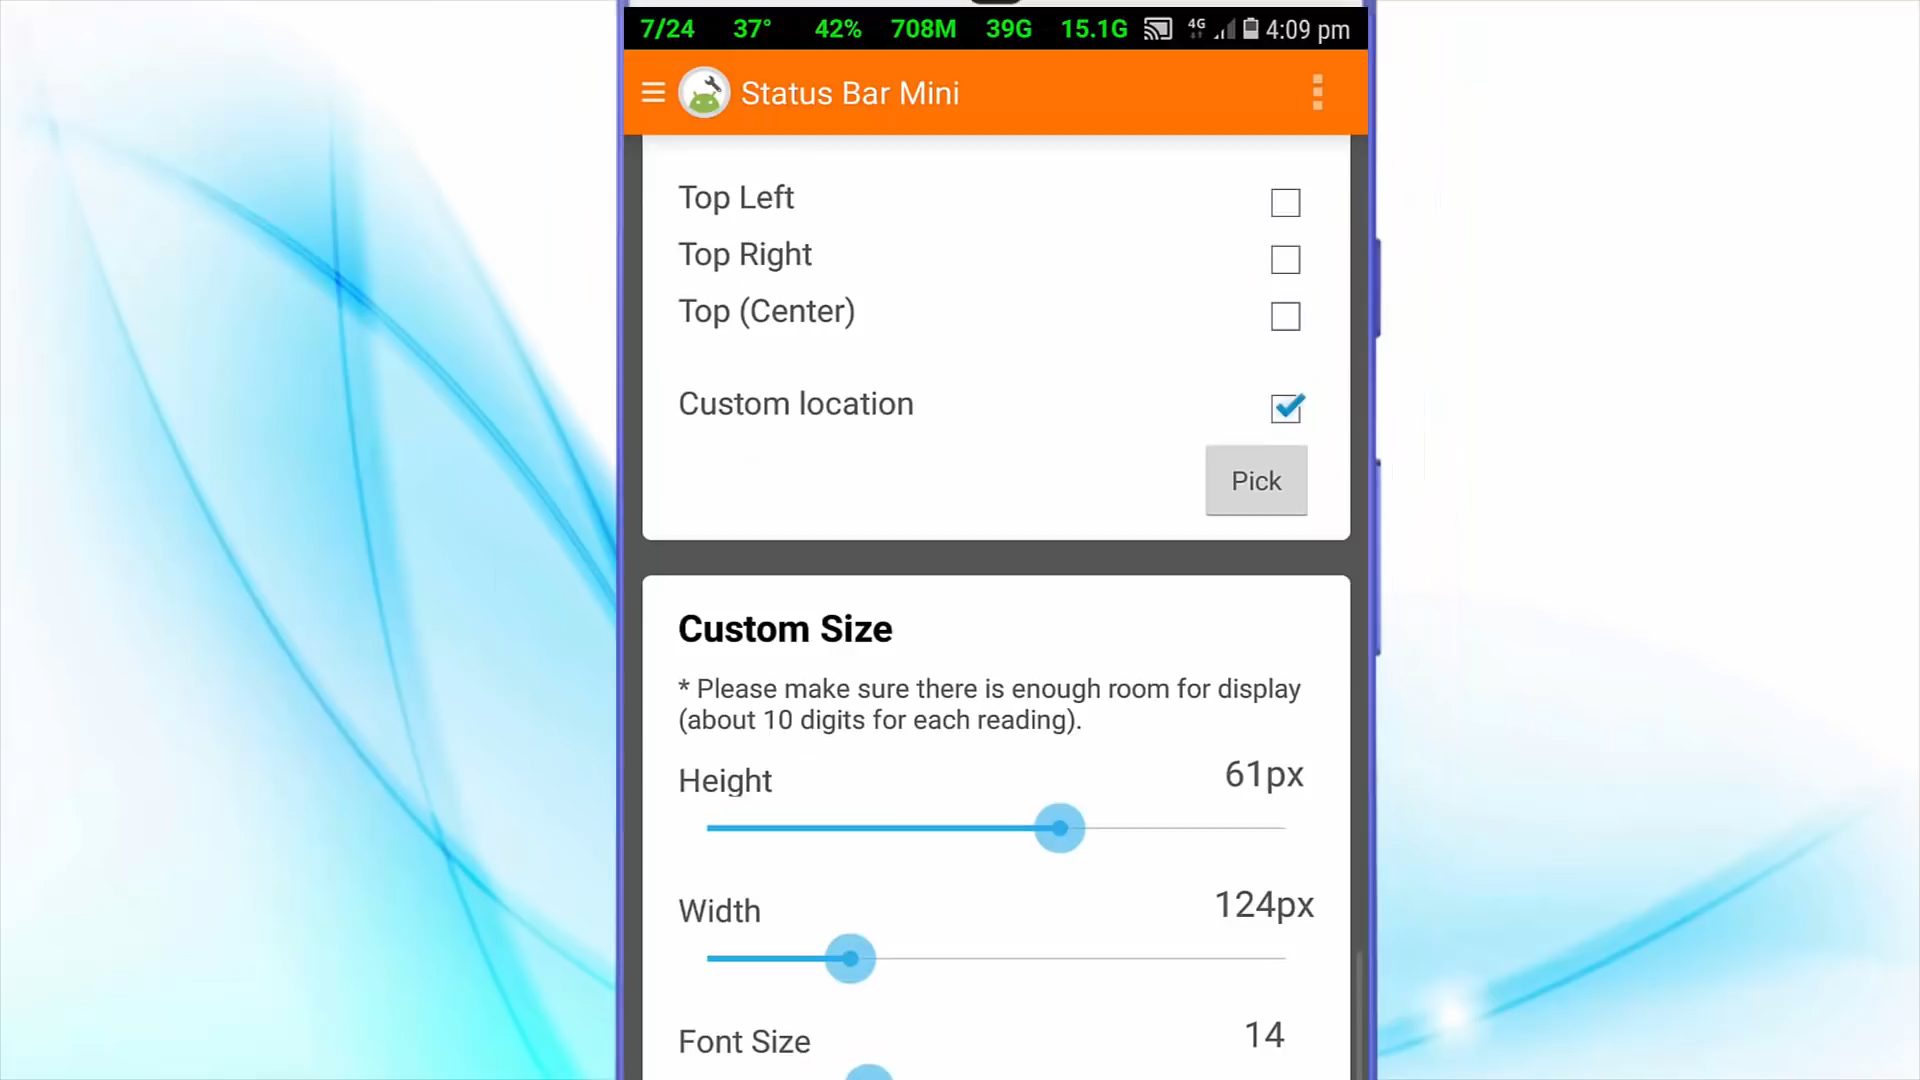 7/24 37° 42% 708M 39G 15.1G 4G 4:09 pm
Status Bar Mini
Top Left
Top Right
Top (Center)
Custom location
Pick
Custom Size
* Please make sure there is enough room for display
(about 10 digits for each reading).
Height 61px
Width 124px
Font Size 14